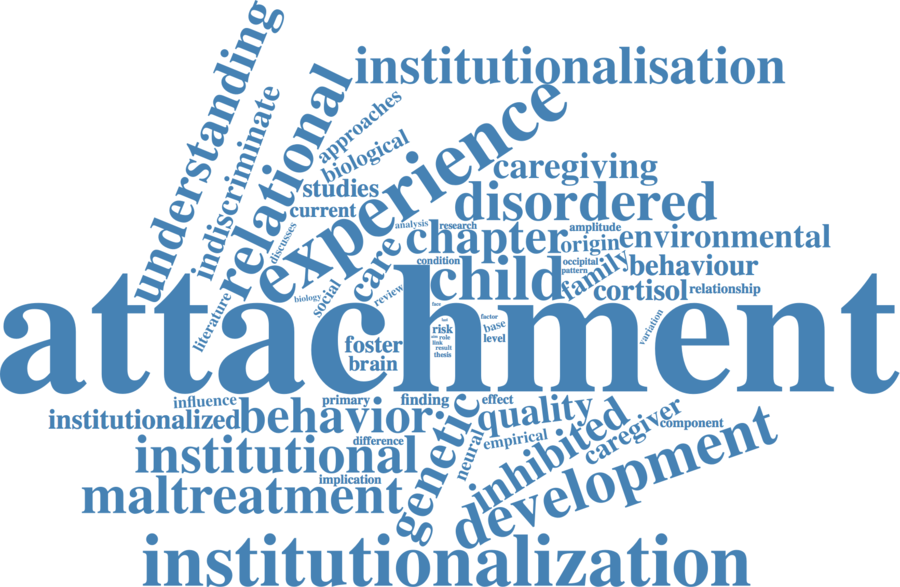 understanding
institutionalisation
indiscriminate
relational
approaches
biological
experience
studies
current
caregiving
disordered
discusses
analysis
research
amplitude
chapter
origin
environmental
care
condition
child
occipital
pattern
family
behaviour
cortisol
relationship
social
biology
review
literature
attachment
face
factor
base
level
risk
role
link
result
thesis
variation
foster
brain
influence
primary
finding
effect
institutionalized
behavior
genetic
quality
caregiver
component
difference
empirical
neural
inhibited
institutional
development
implication
maltreatment
institutionalization